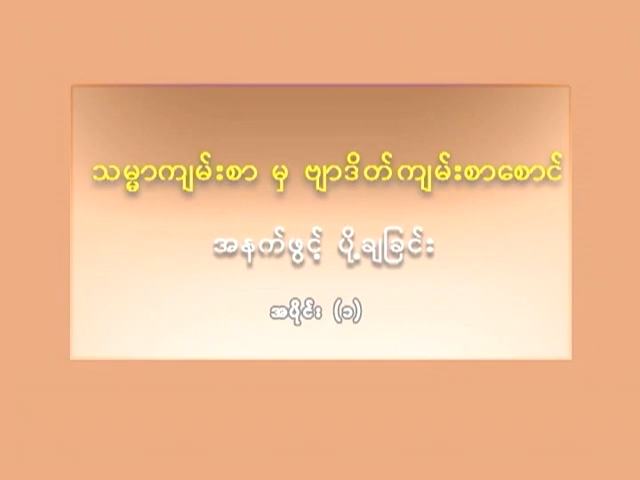 သမ္မာကျမ်းစာ မှ ဗျာဒိတ်ကျမ်းစာစောင်
အနက်ဖွင့် ပို့ချခြင်း
အပိုင်း (၁)